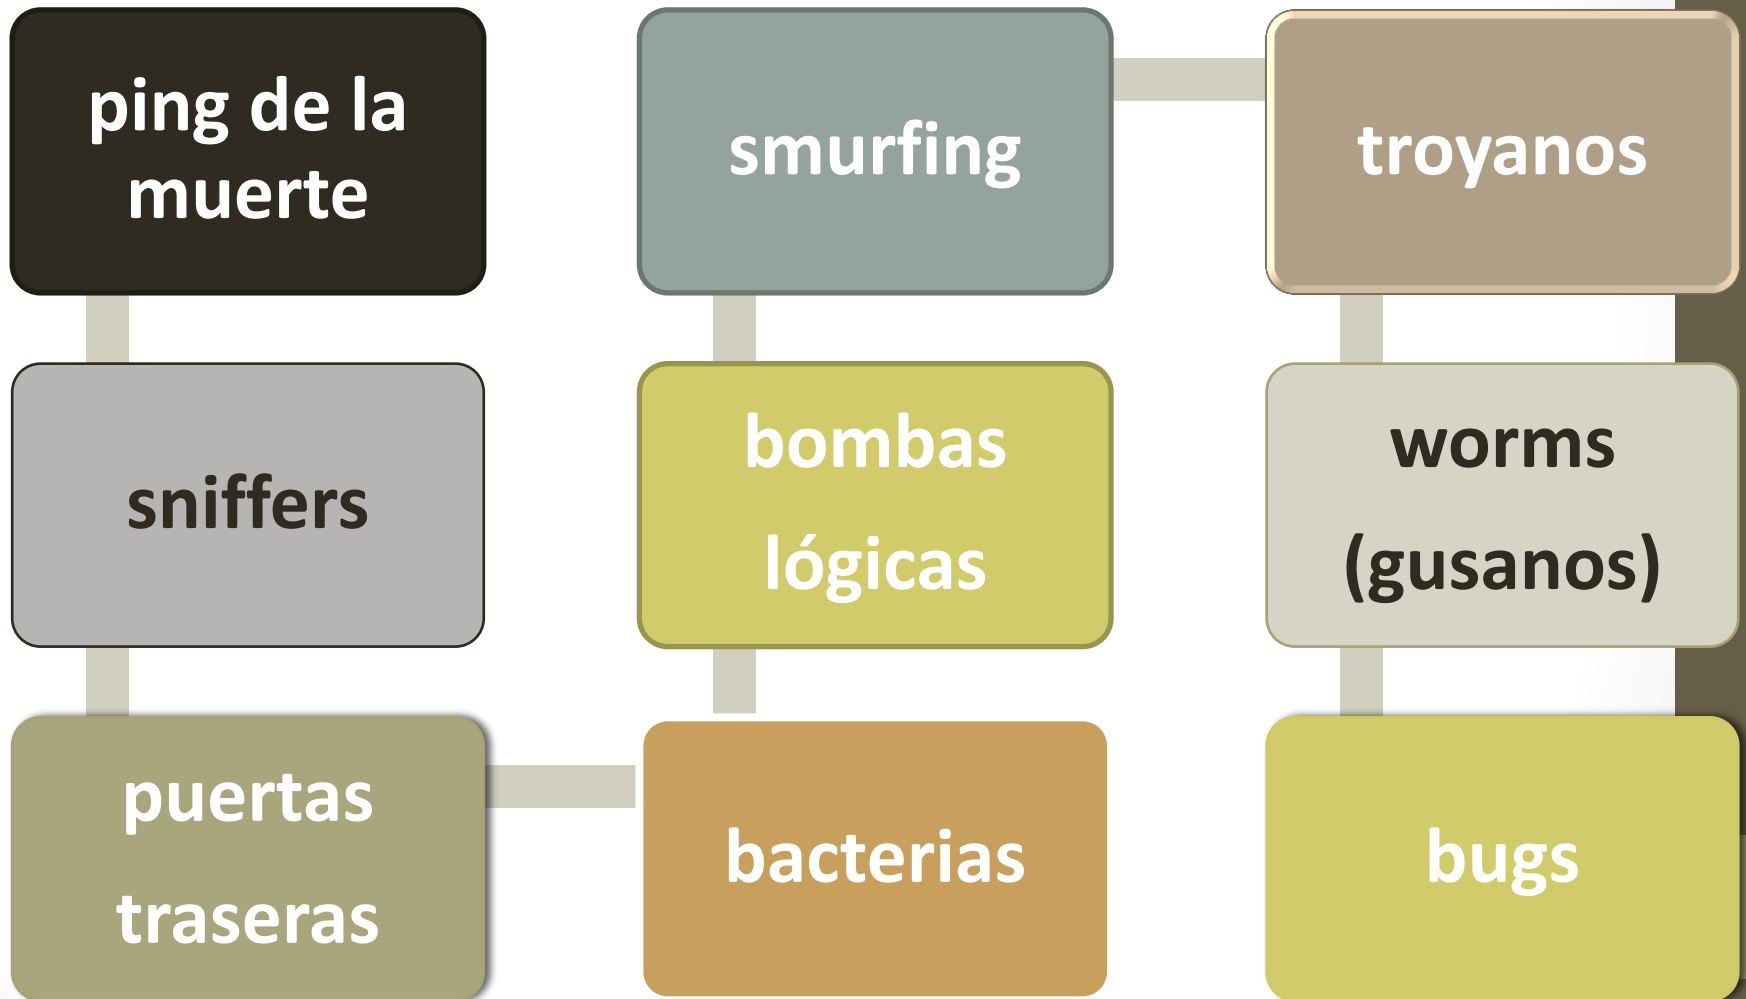 ping de la
muerte
sniffers
puertas
traseras
bacterias
bombas
lógicas
smurfing
troyanos
worms
(gusanos)
bugs